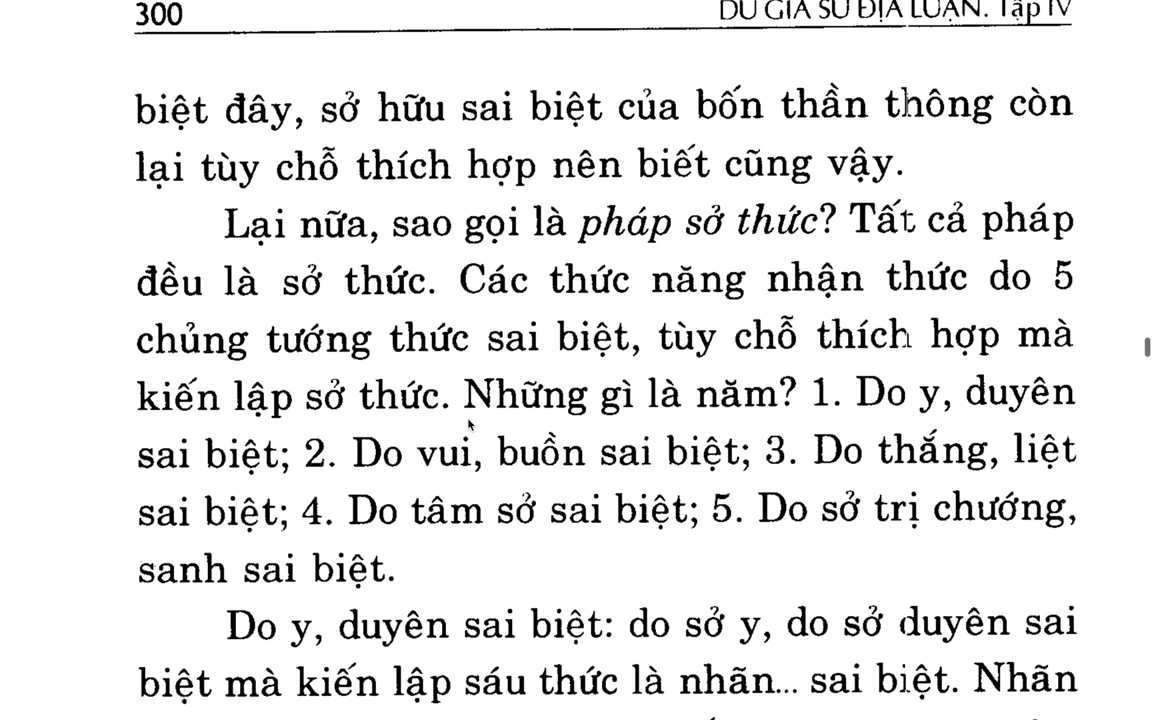 300 DU GIÀ SƯ ĐỊA LUẬN. Tập IV
biệt đây, sở hữu sai biệt của bốn thần thông còn
lại tùy chỗ thích hợp nên biết cũng vậy.
Lại nữa, sao gọi là pháp sở thức? Tất cả pháp
đều là sở thức. Các thức năng nhận thức do 5
chủng tướng thức sai biệt, tùy chỗ thích hợp mà
kiến lập sở thức. Những gì là năm? 1. Do y, duyên
sai biệt; 2. Do vui, buồn sai biệt; 3. Do thắng, liệt
sai biệt; 4. Do tâm sở sai biệt; 5. Do sở trị chướng,
sanh sai biệt.
Do y, duyên sai biệt: do sở y, do sở duyên sai
biệt mà kiến lập sáu thức là nhãn... sai biệt. Nhãn